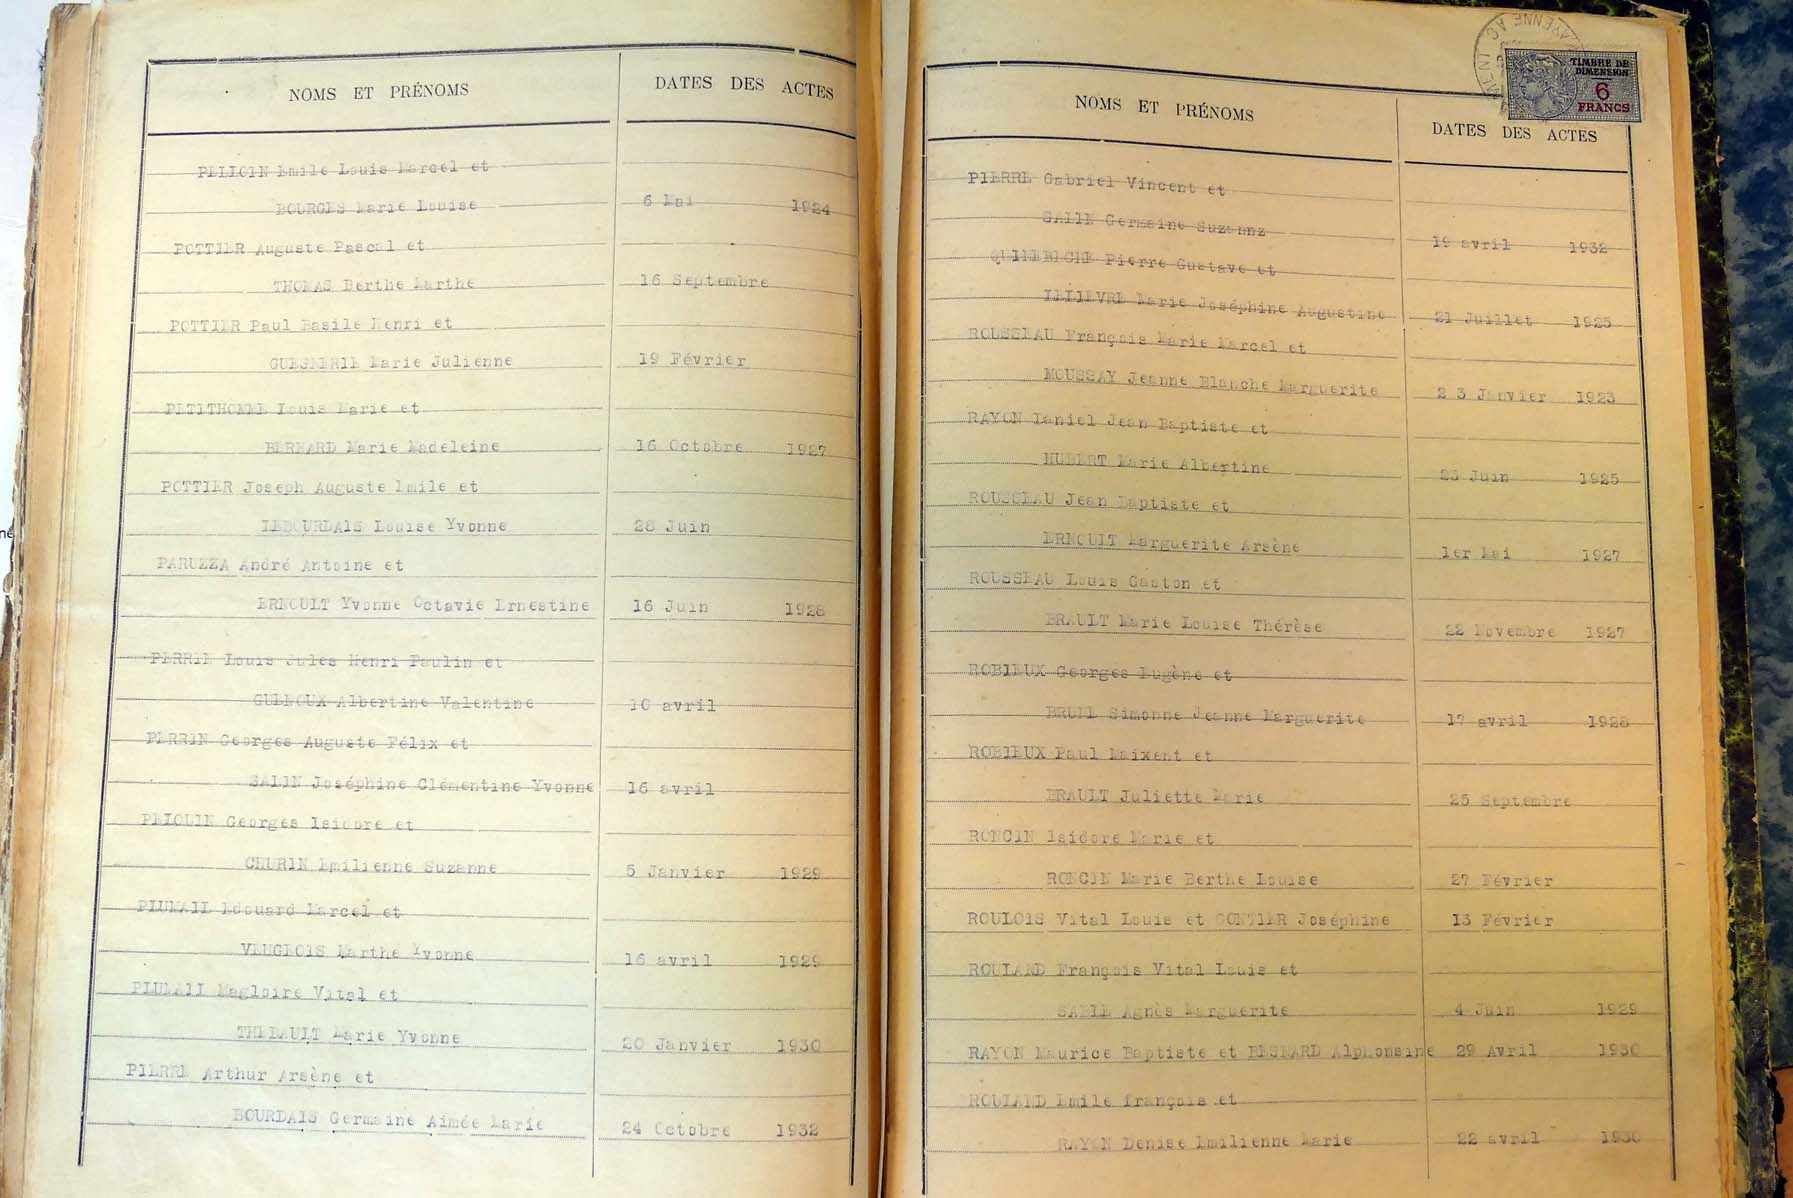 NOMS ET PRÉNOMS DATES DES ACTES
PELICIN Emile Louis Marcel et
BOURGES Marie Louise 6 Mai 1924
POTTIER Auguste Pascal et
THOMAS Berthe Marthe 16 Septembre
POTTIER Paul Basile Henri et
GUESNERIE Marie Julienne 19 Février
PETITHOMME Louis Marie et
BERNARD Marie Madeleine 16 Octobre 1927
POTTIER Joseph Auguste Emile et
LEBOURDAIS Louise Yvonne 28 Juin
PARUZZA André Antoine et
ERNOULT Yvonne Octavie Ernestine 16 Juin 1928
PERRIN Louis Jules Henri Paulin et
Albertine Valentine 10 avril
PERRIN Georges Auguste Félix et
SALIN Joséphine Clémentine Yvonne 16 avril
PELQUIN Georges Isidore et
CHURIN Emilienne Suzanne 5 Janvier 1929
PLUMAIL Edouard Marcel et
VEUGEOIS Marthe Yvonne 16 avril 1929
PLUMAIL Magloire Vital et
THEBAULT Marie Yvonne 20 Janvier 1930
PIERRE Arthur Arsène et
BOURDAIS Germaine Aimée Marie 24 Octobre 1932
TIMBRE DE
DIMENSION
6
FRANCS
NOMS ET PRÉNOMS DATES DES ACTES
PIERRE Gabriel Vincent et
SALIN Germaine Suzanne 19 avril 1932
Pierre Gustave et
LELIEVRE Marie Joséphine Augustine 21 Juillet 1925
ROUSSEAU François Marie Marcel et
MOUSSAY Jeanne Blanche Marguerite 2 3 Janvier 1923
RAYON Daniel Jean Baptiste et
HUBERT Marie Albertine 23 Juin 1925
ROUSSEAU Jean Baptiste et
ERNOULT Marguerite Arsène 1er Mai 1927
ROUSSEAU Louis Gaston et
BRAULT Marie Louise Thérèse 22 Novembre 1927
ROBIEUX Georges Eugène et
BRUEL Simonne Jeanne Marguerite 17 avril 1928
ROBIEUX Paul Maixent et
BRAULT Juliette Marie 25 Septembre
RONCIN Isidore Marie et
RONCIN Marie Berthe Louise 27 Février
ROULOIS Vital Louis et GONTIER Joséphine 13 Février
ROULAND François Vital Louis et
SABLE Agnès Marguerite 4 Juin 1929
RAYON Maurice Baptiste et BESNARD Alphonsine 29 Avril 1930
ROULAND Emile françois et
RAYON Denise Emilienne Marie 22 avril 1930